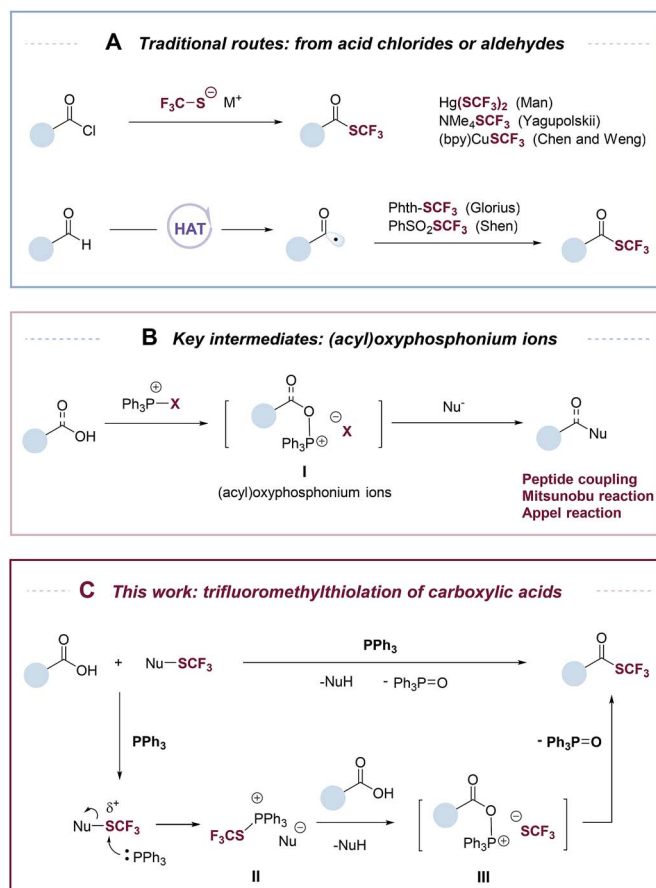 A Traditional routes: from acid chlorides or aldehydes
O
Cl
F₃C–S⊖ M⁺
O
SCF₃
Hg(SCF₃)₂ (Man)
NMe₄SCF₃ (Yagupolskii)
(bpy)CuSCF₃ (Chen and Weng)
O
H
HAT
O
C
Phth-SCF₃ (Glorius)
PhSO₂SCF₃ (Shen)
O
SCF₃
B Key intermediates: (acyl)oxyphosphonium ions
O
OH
⊕
Ph₃P–X
O
O
Ph₃P⊕
⊖
X
I
(acyl)oxyphosphonium ions
Nu⁻
O
Nu
Peptide coupling
Mitsunobu reaction
Appel reaction
C This work: trifluoromethylthiolation of carboxylic acids
O
OH
+
Nu–SCF₃
PPh₃
-NuH - Ph₃P=O
O
SCF₃
PPh₃
- Ph₃P=O
δ⁺
Nu–SCF₃
:PPh₃
⊕
PPh₃
F₃CS
Nu⊖
II
O
OH
-NuH
O
O
Ph₃P⊕
⊖
SCF₃
III